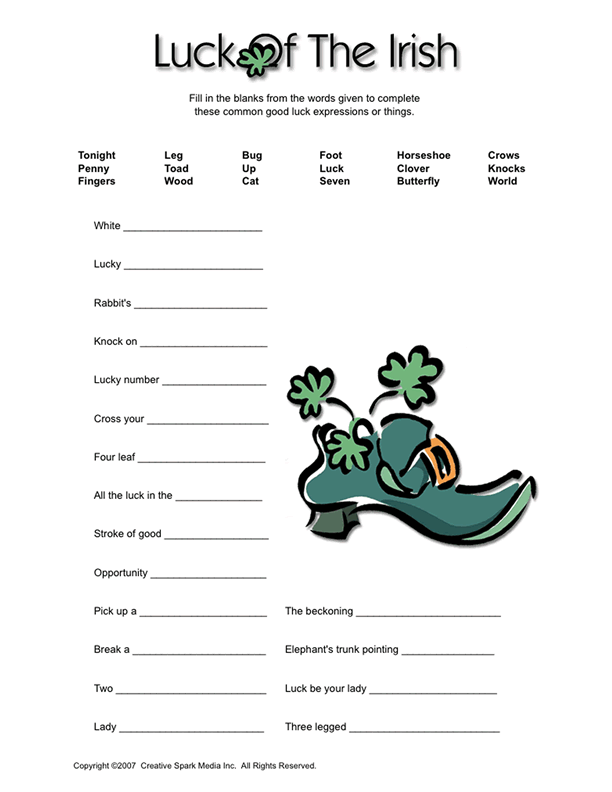 Luck Of The Irish
Fill in the blanks from the words given to complete
these common good luck expressions or things.
Tonight Leg Bug Foot Horseshoe Crows
Penny Toad Up Luck Clover Knocks
Fingers Wood Cat Seven Butterfly World
White ________________________
Lucky ________________________
Rabbit's ________________________
Knock on ______________________
Lucky number __________________
Cross your _____________________
Four leaf ______________________
All the luck in the _______________
Stroke of good __________________
Opportunity ____________________
Pick up a ______________________ The beckoning _________________________
Break a _______________________ Elephant's trunk pointing ________________
Two __________________________ Luck be your lady ______________________
Lady _________________________ Three legged __________________________
Copyright ©2007 Creative Spark Media Inc. All Rights Reserved.